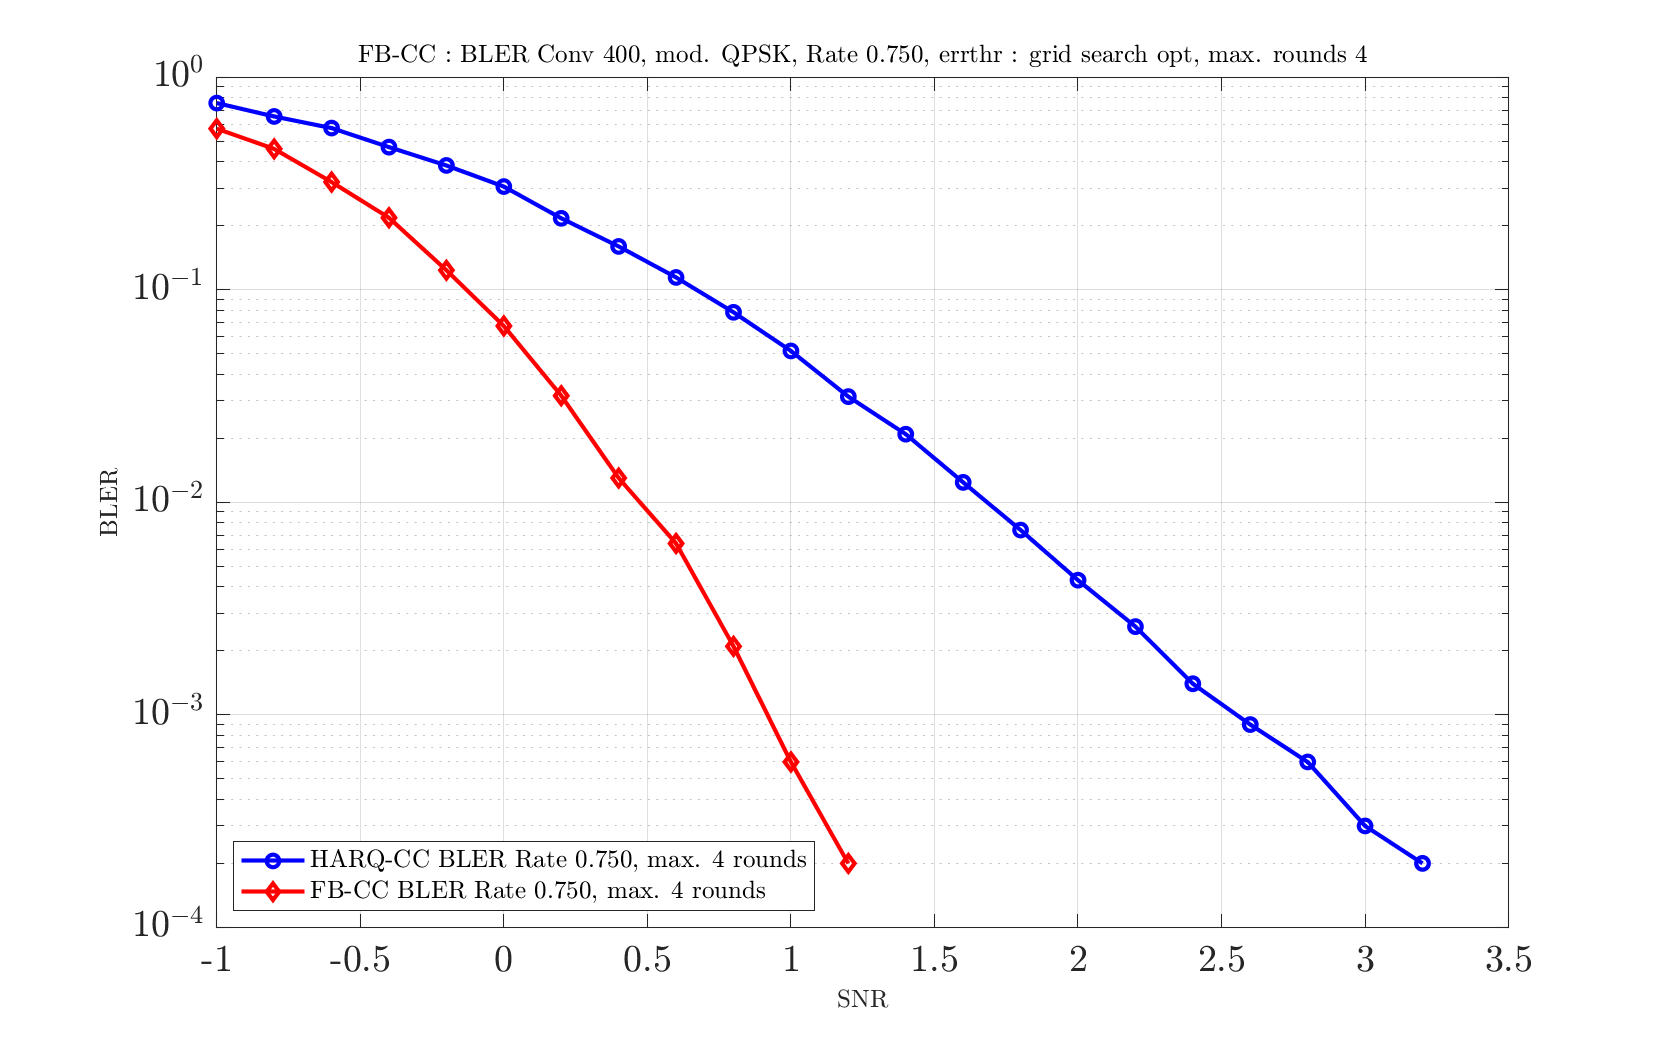 FB-CC : BLER Conv 400, mod. QPSK, Rate 0.750, errthr : grid search opt, max. rounds 4
10^0
10^-1
10^-2
10^-3
10^-4
BLER
HARQ-CC BLER Rate 0.750, max. 4 rounds
FB-CC BLER Rate 0.750, max. 4 rounds
-1 -0.5 0 0.5 1 1.5 2 2.5 3 3.5
SNR